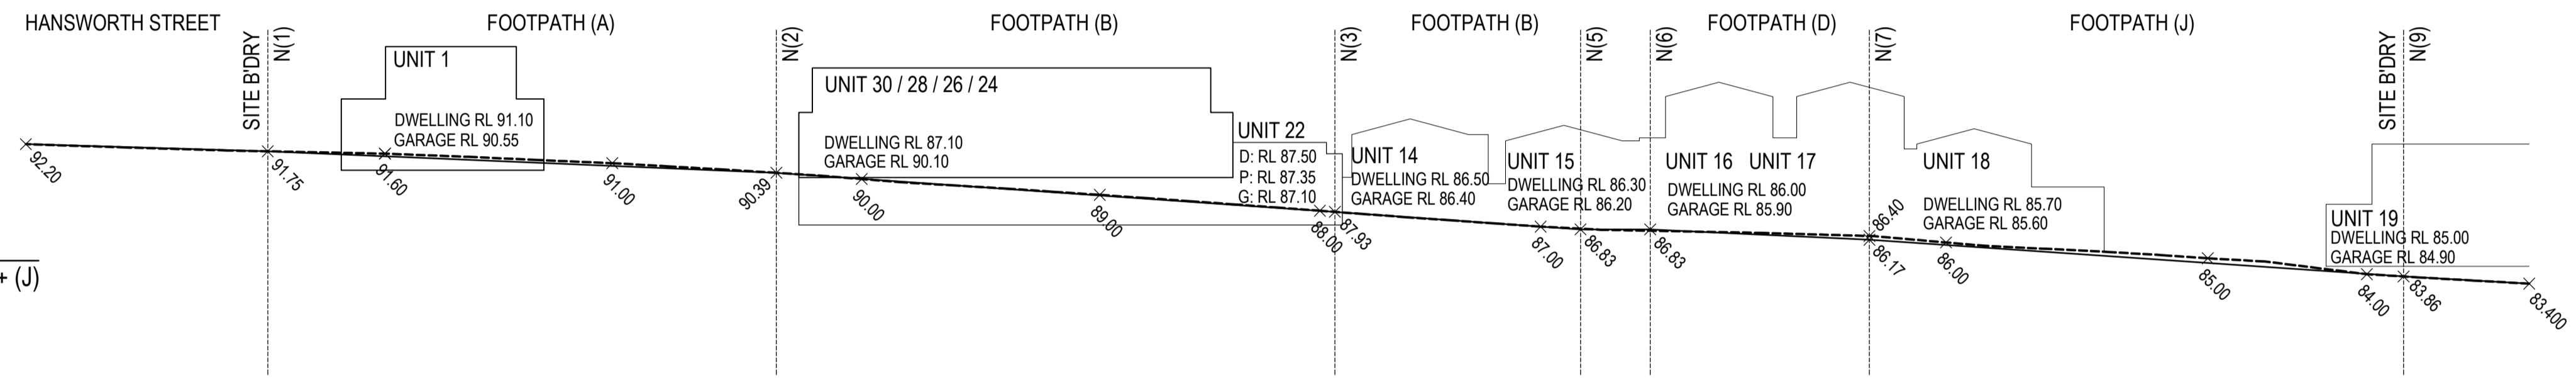 HANSWORTH STREET
FOOTPATH (A)
FOOTPATH (B)
FOOTPATH (B)
FOOTPATH (D)
FOOTPATH (J)
SITE B'DRY
N(1)
N(2)
N(3)
N(5)
N(6)
N(7)
SITE B'DRY
N(9)
UNIT 1
DWELLING RL 91.10
GARAGE RL 90.55
UNIT 30 / 28 / 26 / 24
DWELLING RL 87.10
GARAGE RL 90.10
UNIT 22
D: RL 87.50
P: RL 87.35
G: RL 87.10
UNIT 14
DWELLING RL 86.50
GARAGE RL 86.40
UNIT 15
DWELLING RL 86.30
GARAGE RL 86.20
UNIT 16
UNIT 17
DWELLING RL 86.00
GARAGE RL 85.90
UNIT 18
DWELLING RL 85.70
GARAGE RL 85.60
UNIT 19
DWELLING RL 85.00
GARAGE RL 84.90
92.20
91.75
91.60
91.00
90.39
90.00
89.00
88.00
87.93
87.00
86.83
86.83
86.40
86.17
86.00
85.00
84.00
83.86
83.400
+ (J)